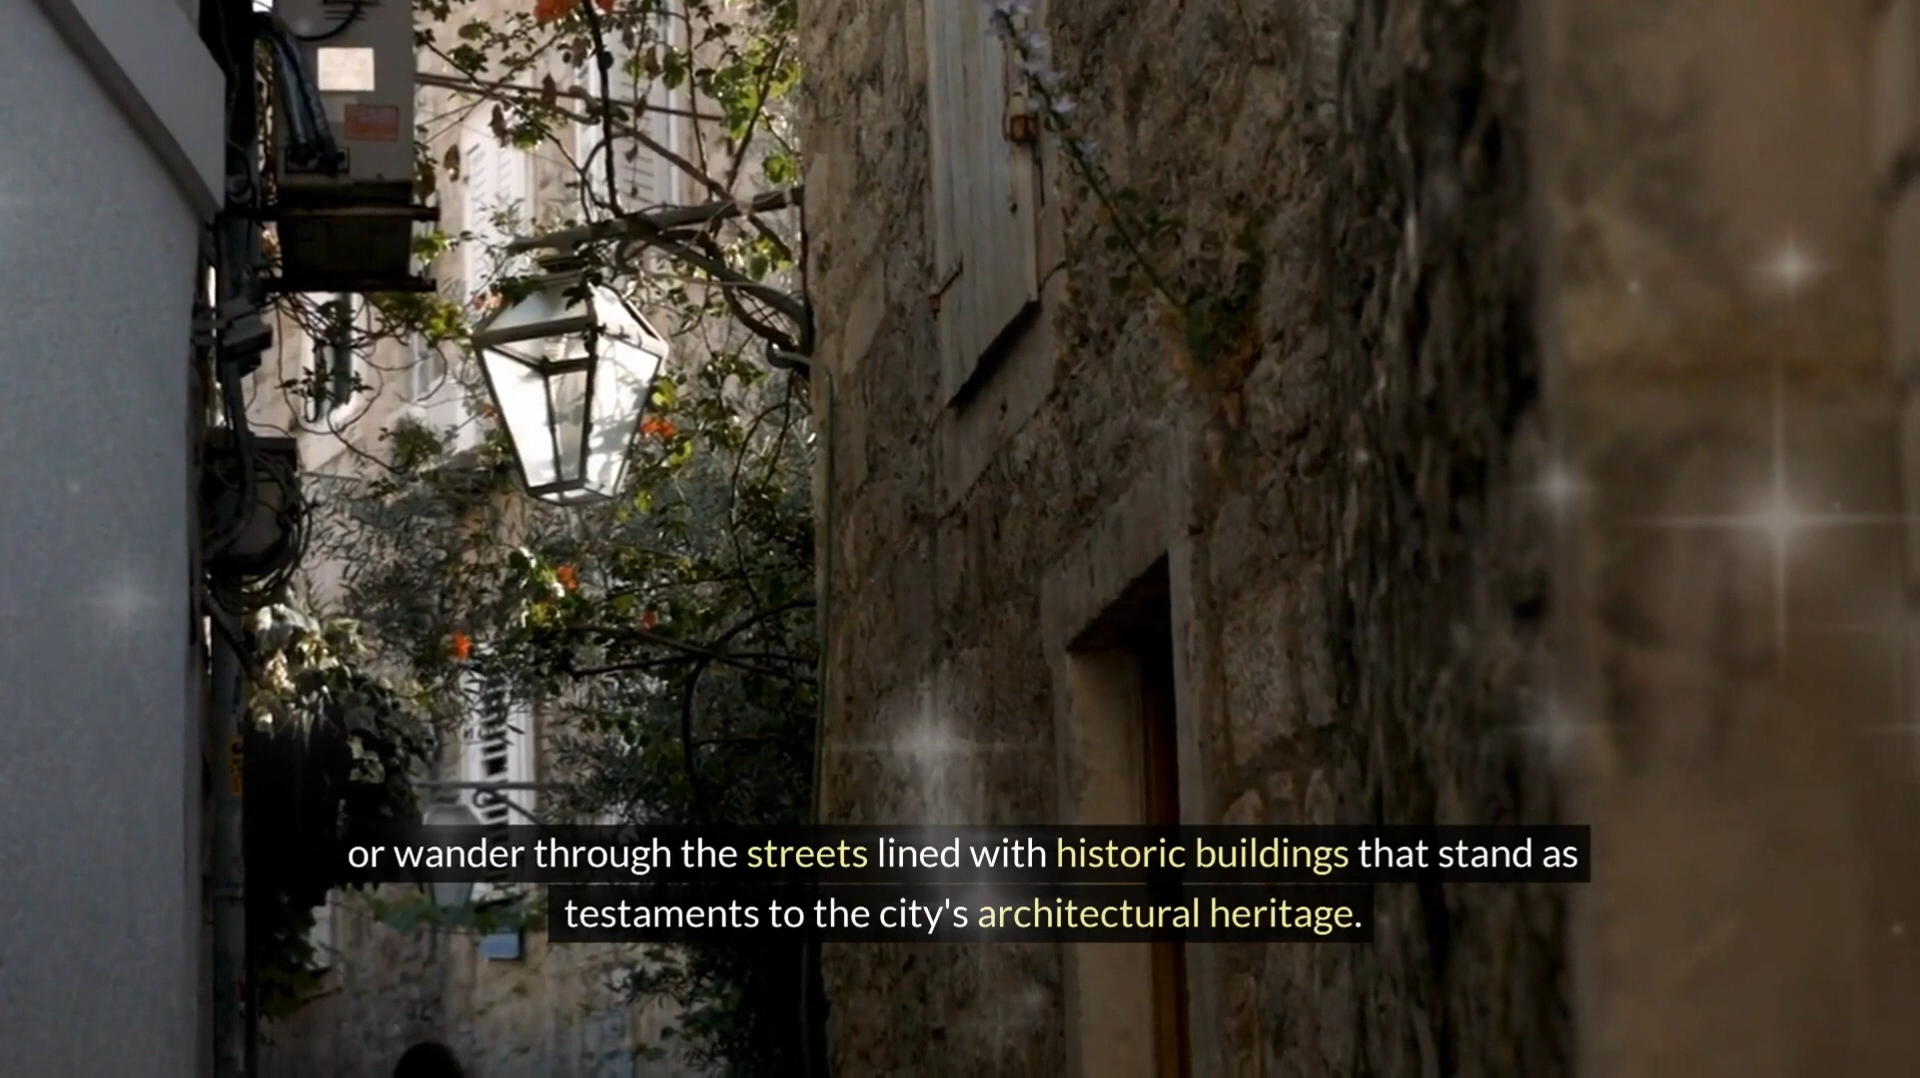 or wander through the streets lined with historic buildings that stand as
testaments to the city's architectural heritage.